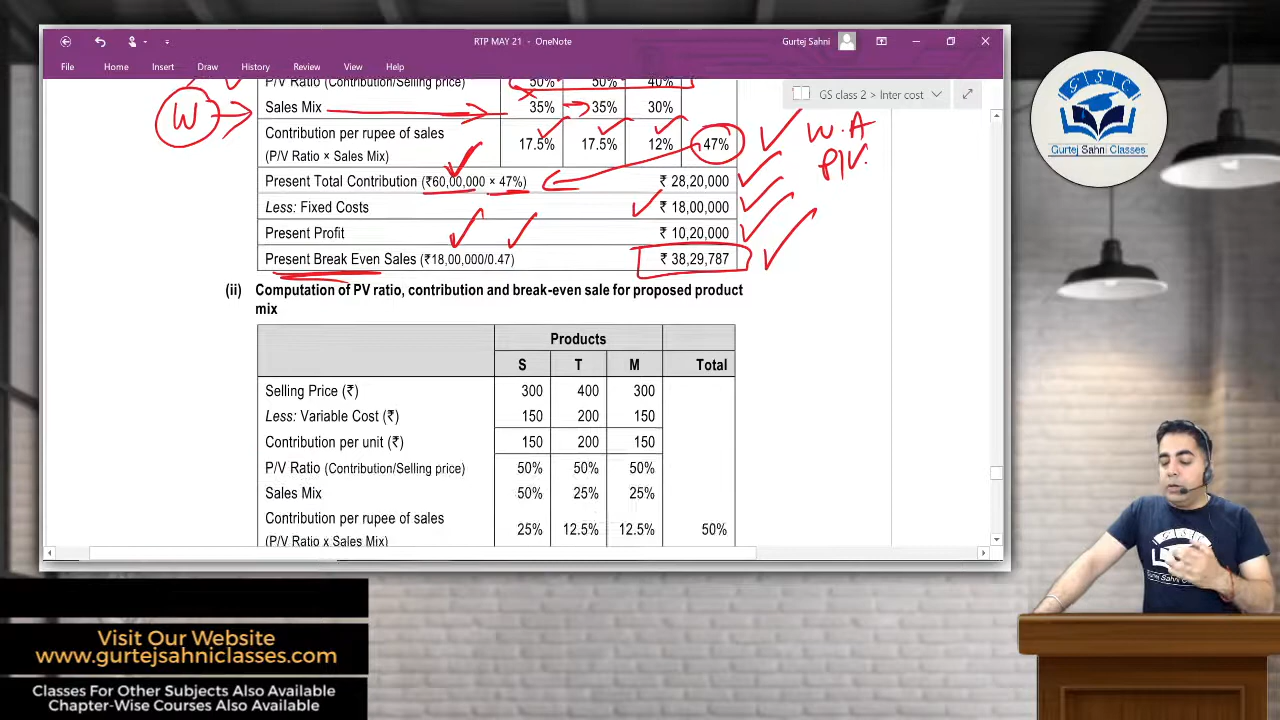 RTP MAY 21 - OneNote
Gurtej Sahni
File Home Insert Draw History Review View Help
GS class 2 > Inter cost
P/V Ratio (Contribution/Selling price) 50% 50% 40%
W
Sales Mix 35% 35% 30%
Contribution per rupee of sales
(P/V Ratio × Sales Mix) 17.5% 17.5% 12% 47%
W.A
P/V.
Present Total Contribution (₹60,00,000 × 47%) ₹ 28,20,000
Less: Fixed Costs ₹ 18,00,000
Present Profit ₹ 10,20,000
Present Break Even Sales (₹18,00,000/0.47) ₹ 38,29,787
(ii) Computation of PV ratio, contribution and break-even sale for proposed product
mix
Products
S T M Total
Selling Price (₹) 300 400 300
Less: Variable Cost (₹) 150 200 150
Contribution per unit (₹) 150 200 150
P/V Ratio (Contribution/Selling price) 50% 50% 50%
Sales Mix 50% 25% 25%
Contribution per rupee of sales
(P/V Ratio x Sales Mix) 25% 12.5% 12.5% 50%
GSC
Gurtej Sahni Classes
GSC
Gurtej Sahni Classes
Visit Our Website
www.gurtejsahniclasses.com
Classes For Other Subjects Also Available
Chapter-Wise Courses Also Available